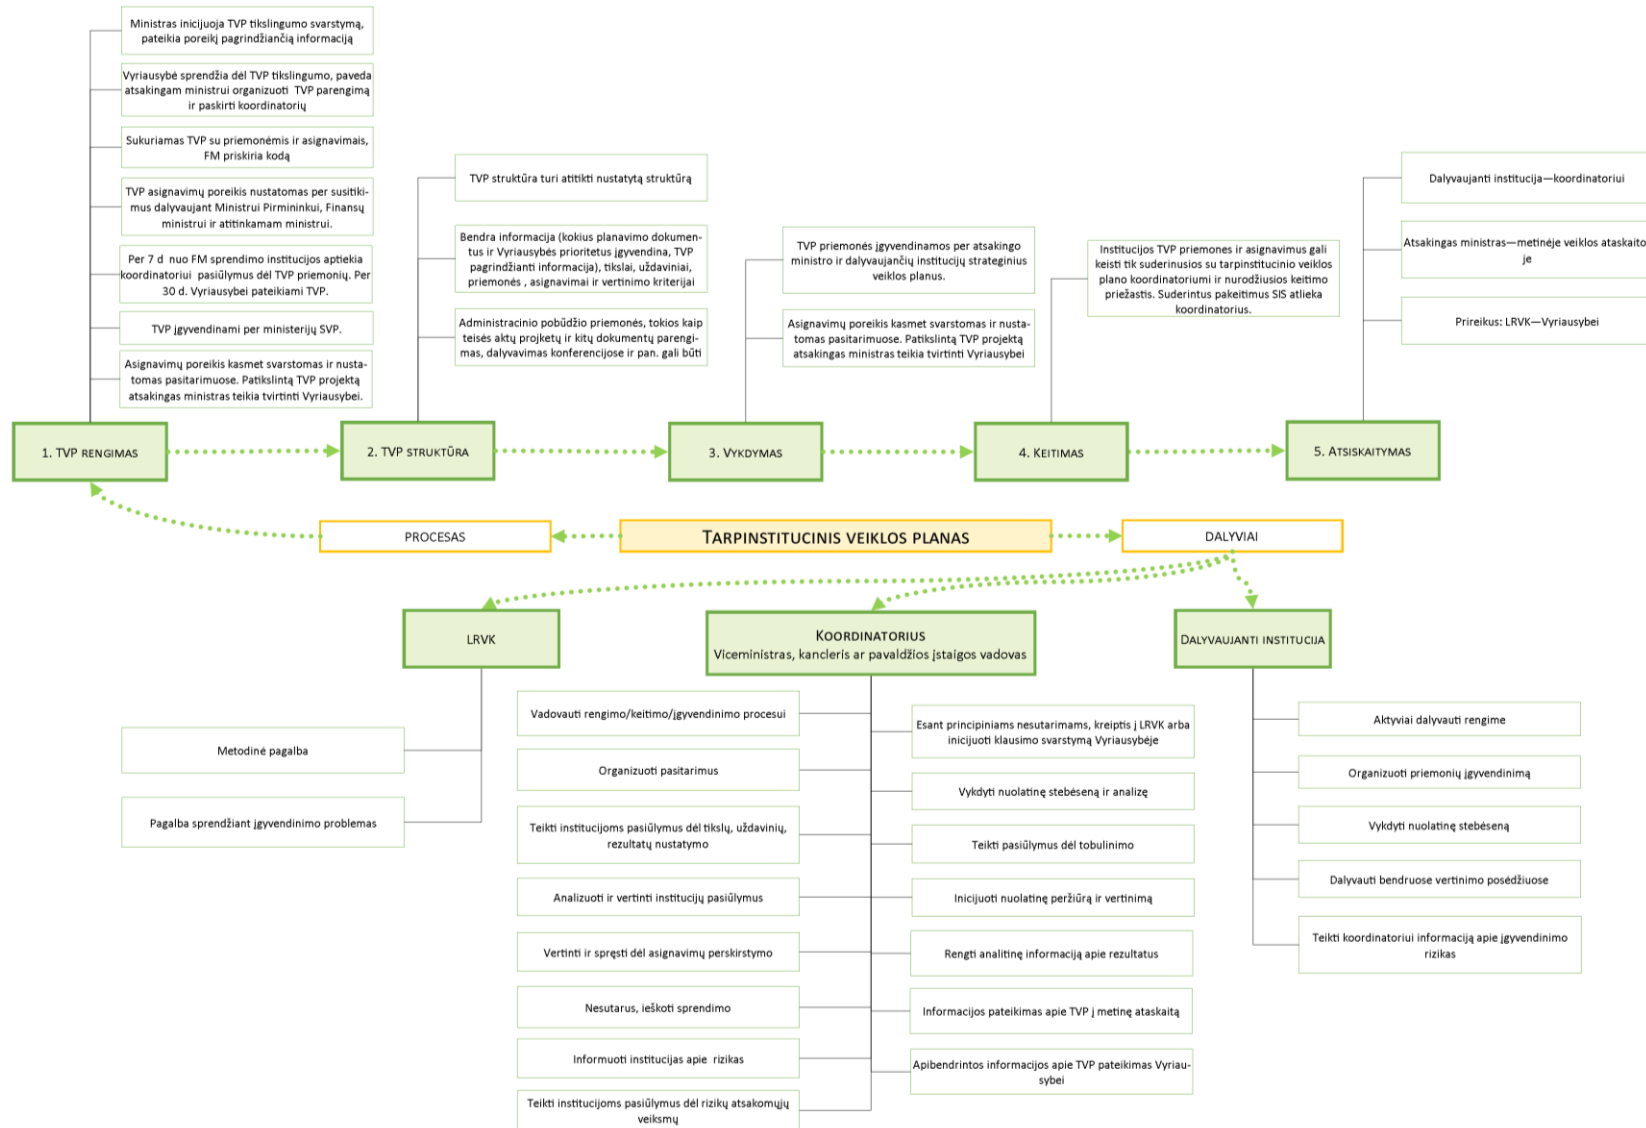 Ministras inicijuoja TVP tikslingumo svarstymą,
pateikia poreikį pagrindžiančią informaciją
Vyriausybė sprendžia dėl TVP tikslingumo, paveda
atsakingam ministrui organizuoti TVP parengimą
ir paskirti koordinatorių
Sukuriamas TVP su priemonėmis ir asignavimais,
FM priskiria kodą
TVP asignavimų poreikis nustatomas per susitiki-
mus dalyvaujant Ministrui Pirmininkui, Finansų
ministrui ir atitinkamam ministrui.
Per 7 d nuo FM sprendimo institucijos aptiekia
koordinatoriui pasiūlymus dėl TVP priemonių. Per
30 d. Vyriausybei pateikiami TVP.
TVP įgyvendinami per ministerijų SVP.
Asignavimų poreikis kasmet svarstomas ir nusta-
tomas pasitarimuose. Patikslintą TVP projektą
atsakingas ministras teikia tvirtinti Vyriausybei.
TVP struktūra turi atitikti nustatytą struktūrą
Bendra informacija (kokius planavimo dokumen-
tus ir Vyriausybės prioritetus įgyvendina, TVP
pagrindžianti informacija), tikslai, uždaviniai,
priemonės , asignavimai ir vertinimo kriterijai
Administracinio pobūdžio priemonės, tokios kaip
teisės aktų projketų ir kitų dokumentų parengi-
mas, dalyvavimas konferencijose ir pan. gali būti
TVP priemonės įgyvendinamos per atsakingo
ministro ir dalyvaujančių institucijų strateginius
veiklos planus.
Asignavimų poreikis kasmet svarstomas ir nusta-
tomas pasitarimuose. Patikslintą TVP projektą
atsakingas ministras teikia tvirtinti Vyriausybei
Institucijos TVP priemones ir asignavimus gali
keisti tik suderinusios su tarpinstitucinio veiklos
plano koordinatoriumi ir nurodžiusios keitimo
priežastis. Suderintus pakeitimus SIS atlieka
koordinatorius.
Dalyvaujanti institucija—koordinatoriui
Atsakingas ministras—metinėje veiklos ataskaito
je
Prireikus: LRVK—Vyriausybei
1. TVP RENGIMAS
2. TVP STRUKTŪRA
3. VYKDYMAS
4. KEITIMAS
5. ATSISKAITYMAS
PROCESAS
TARPINSTITUCINIS VEIKLOS PLANAS
DALYVIAI
LRVK
KOORDINATORIUS
Viceministras, kancleris ar pavaldžios įstaigos vadovas
DALYVAUJANTI INSTITUCIJA
Metodinė pagalba
Pagalba sprendžiant įgyvendinimo problemas
Vadovauti rengimo/keitimo/įgyvendinimo procesui
Organizuoti pasitarimus
Teikti institucijoms pasiūlymus dėl tikslų, uždavinių,
rezultatų nustatymo
Analizuoti ir vertinti institucijų pasiūlymus
Vertinti ir spręsti dėl asignavimų perskirstymo
Nesutarus, ieškoti sprendimo
Informuoti institucijas apie rizikas
Teikti institucijoms pasiūlymus dėl rizikų atsakomųjų
veiksmų
Esant principiniams nesutarimams, kreiptis į LRVK arba
inicijuoti klausimo svarstymą Vyriausybėje
Vykdyti nuolatinę stebėseną ir analizę
Teikti pasiūlymus dėl tobulinimo
Inicijuoti nuolatinę peržiūrą ir vertinimą
Rengti analitinę informaciją apie rezultatus
Informacijos pateikimas apie TVP į metinę ataskaitą
Apibendrintos informacijos apie TVP pateikimas Vyriau-
sybei
Aktyviai dalyvauti rengime
Organizuoti priemonių įgyvendinimą
Vykdyti nuolatinę stebėseną
Dalyvauti bendruose vertinimo posėdžiuose
Teikti koordinatoriui informaciją apie įgyvendinimo
rizikas